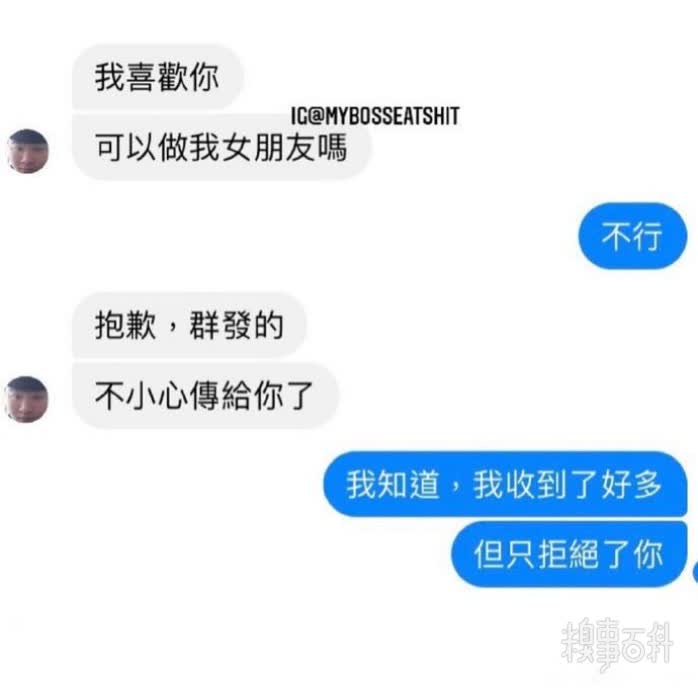 我喜歡你
IG@MYBOSSEATSHIT
可以做我女朋友嗎
不行
抱歉，群發的
不小心傳給你了
我知道，我收到了好多
但只拒絕了你
糗事百科